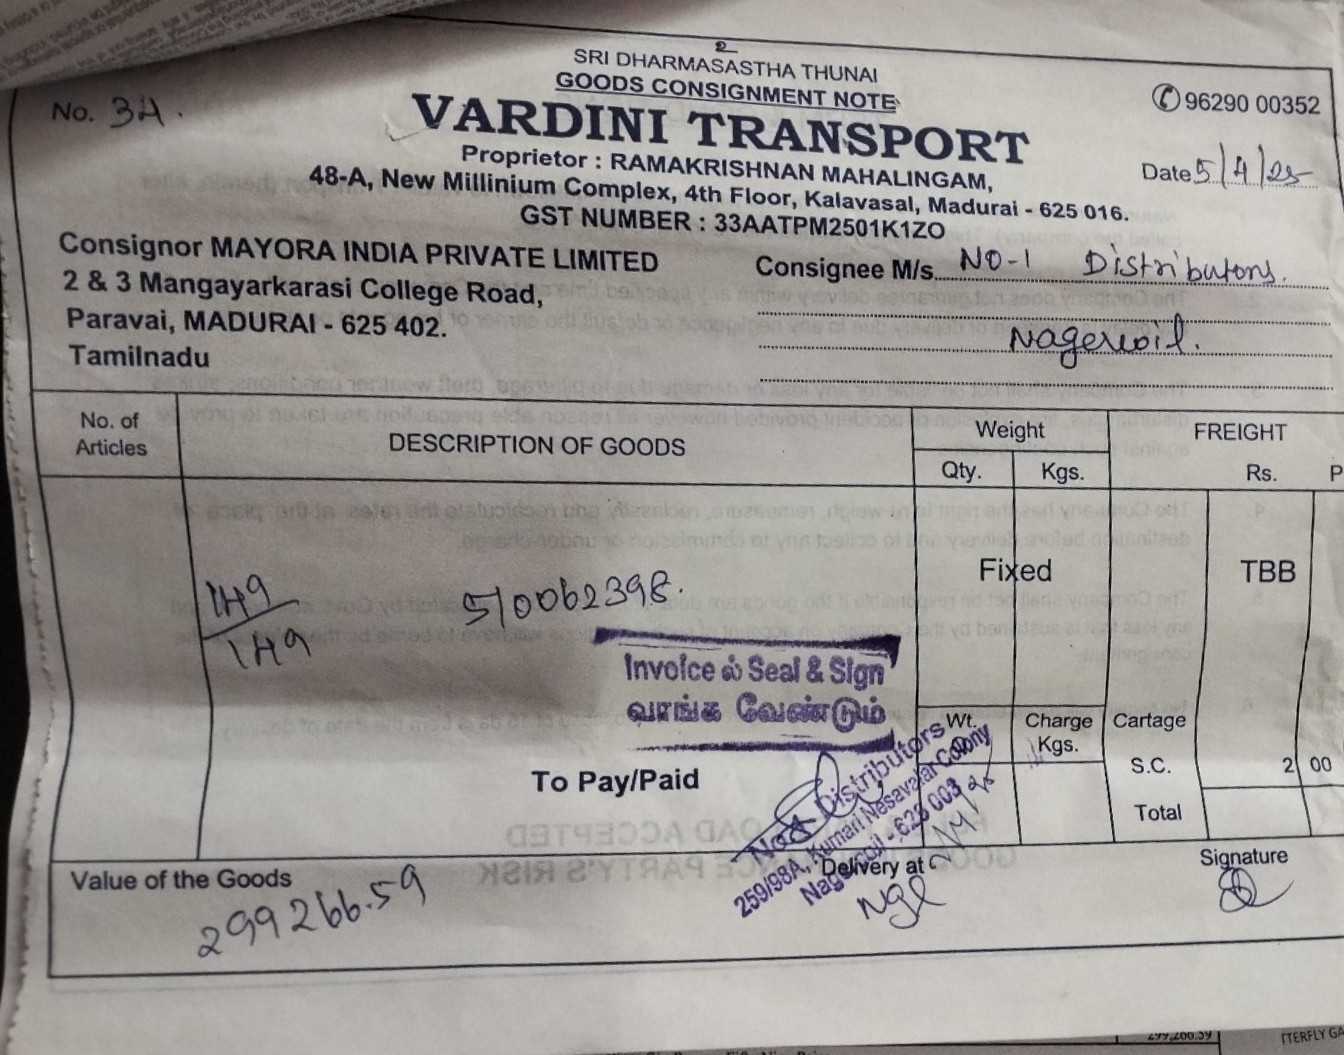 SRI DHARMASASTHA THUNAI
GOODS CONSIGNMENT NOTE
No. 34.
✆ 96290 00352
VARDINI TRANSPORT
Proprietor : RAMAKRISHNAN MAHALINGAM,
Date 5/4/25
48-A, New Millinium Complex, 4th Floor, Kalavasal, Madurai - 625 016.
GST NUMBER : 33AATPM2501K1ZO
Consignor MAYORA INDIA PRIVATE LIMITED
2 & 3 Mangayarkarasi College Road,
Paravai, MADURAI - 625 402.
Tamilnadu
Consignee M/s. NO-1 Distributors.
Nagercoil.
No. of Articles
DESCRIPTION OF GOODS
Weight
Qty. Kgs.
FREIGHT
Rs. P
149
149
510062398.
Fixed
TBB
Invoice ல் Seal & Sign
வாங்க வேண்டும்
Wt. Charge Kgs.
Cartage
S.C. 2 00
Total
To Pay/Paid
No-1 Distributors
259/98A, Kumari Nesavalar Colony
Nagercoil - 629 003
Value of the Goods
299266.59
Delivery at
Ngl
Signature
299,266.59
TTERFLY GA